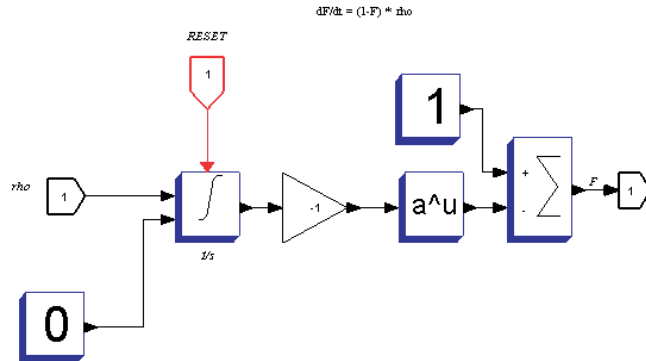 dF/dt = (1-F) * rho
RESET
1
1
rho
1
-1
a^u
+
-
F
1
1/s
0